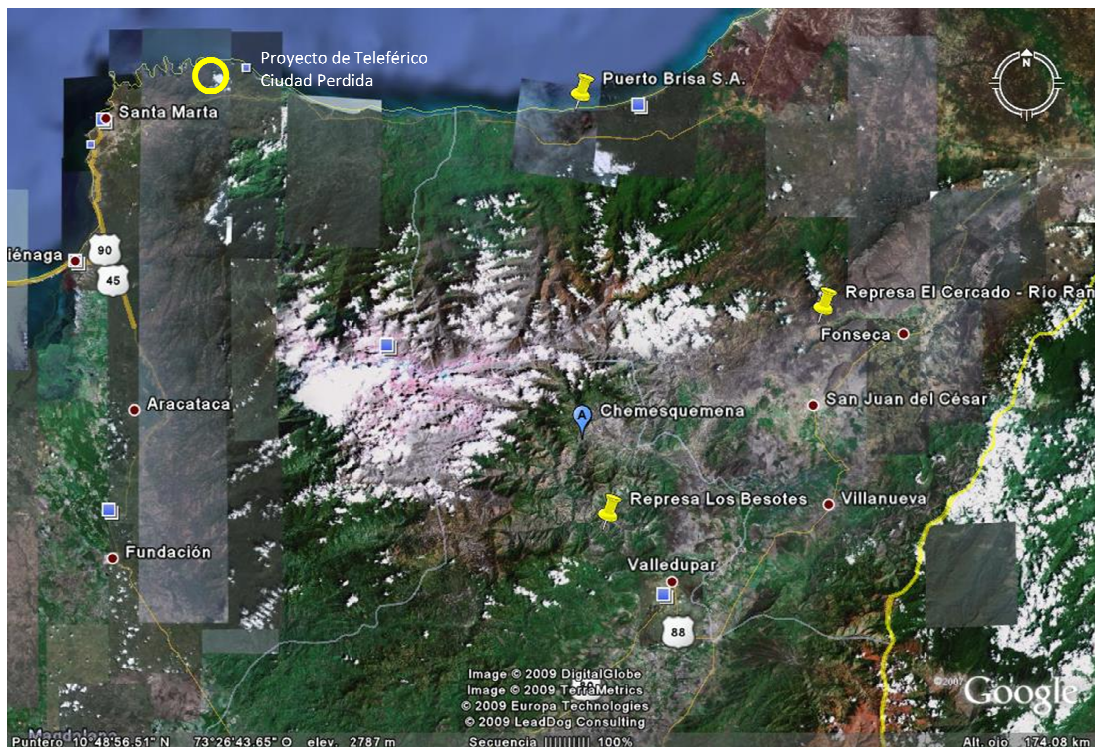 Proyecto de Teleférico
Ciudad Perdida
Puerto Brisa S.A.
N
Santa Marta
iénaga
90
45
Represa El Cercado - Río Ran
Fonseca
Aracataca
A
Chemesquemena
San Juan del César
Represa Los Besotes
Villanueva
Fundación
Valledupar
88
Image © 2009 DigitalGlobe
Image © 2009 TerraMetrics
© 2009 Europa Technologies
© 2009 LeadDog Consulting
©2007 Google
Magdalena
Puntero 10°48'56.51" N 73°26'43.65" O elev. 2787 m Secuencia |||||||||| 100% Alt. ojo 174.08 km